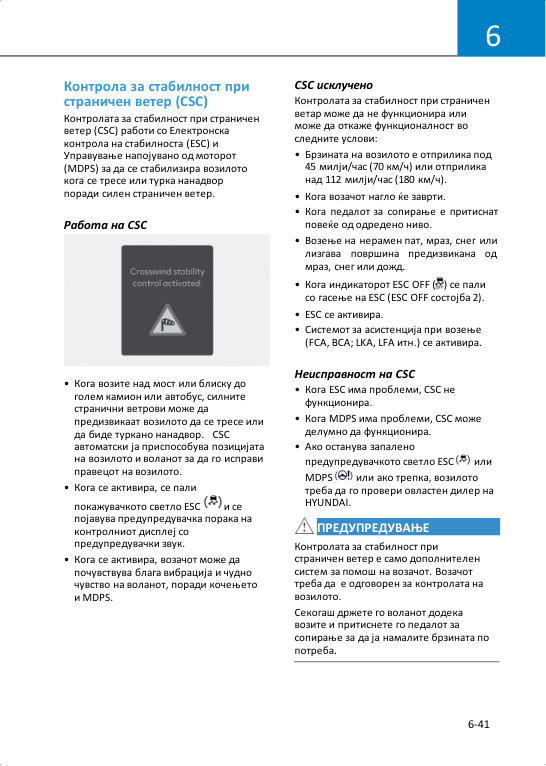 6
Контрола за стабилност при
страничен ветер (CSC)
Контролата за стабилност при страничен
ветер (CSC) работи со Електронска
контрола на стабилноста (ESC) и
Управување напојувано од моторот
(MDPS) за да се стабилизира возилото
кога се тресе или турка нанадвор
поради силен страничен ветер.
Работа на CSC
Crosswind stability
control activated.
• Кога возите над мост или блиску до
голем камион или автобус, силните
странични ветрови може да
предизвикаат возилото да се тресе или
да биде туркано нанадвор. CSC
автоматски ја приспособува позицијата
на возилото и воланот за да го исправи
правецот на возилото.
• Кога се активира, се пали
покажувачкото светло ESC ( ) и се
појавува предупредувачка порака на
контролниот дисплеј со
предупредувачки звук.
• Кога се активира, возачот може да
почувствува блага вибрација и чудно
чувство на воланот, поради кочењето
и MDPS.
CSC исклучено
Контролата за стабилност при страничен
ветар може да не функционира или
може да откаже функционалност во
следните услови:
• Брзината на возилото е отприлика под
45 милји/час (70 км/ч) или отприлика
над 112 милји/час (180 км/ч).
• Кога возачот нагло ќе заврти.
• Кога педалот за сопирање е притиснат
повеќе од одредено ниво.
• Возење на нерамен пат, мраз, снег или
лизгава површина предизвикана од
мраз, снег или дожд.
• Кога индикаторот ESC OFF ( ) се пали
со гасење на ESC (ESC OFF состојба 2).
• ESC се активира.
• Системот за асистенција при возење
(FCA, BCA; LKA, LFA итн.) се активира.
Неисправност на CSC
• Кога ESC има проблеми, CSC не
функционира.
• Кога MDPS има проблеми, CSC може
делумно да функционира.
• Ако останува запалено
предупредувачкото светло ESC ( ) или
MDPS ( ) или ако трепка, возилото
треба да го провери овластен дилер на
HYUNDAI.
ПРЕДУПРЕДУВАЊЕ
Контролата за стабилност при
страничен ветер е само дополнителен
систем за помош на возачот. Возачот
треба да е одговорен за контролата на
возилото.
Секогаш држете го воланот додека
возите и притиснете го педалот за
сопирање за да ја намалите брзината по
потреба.
6-41